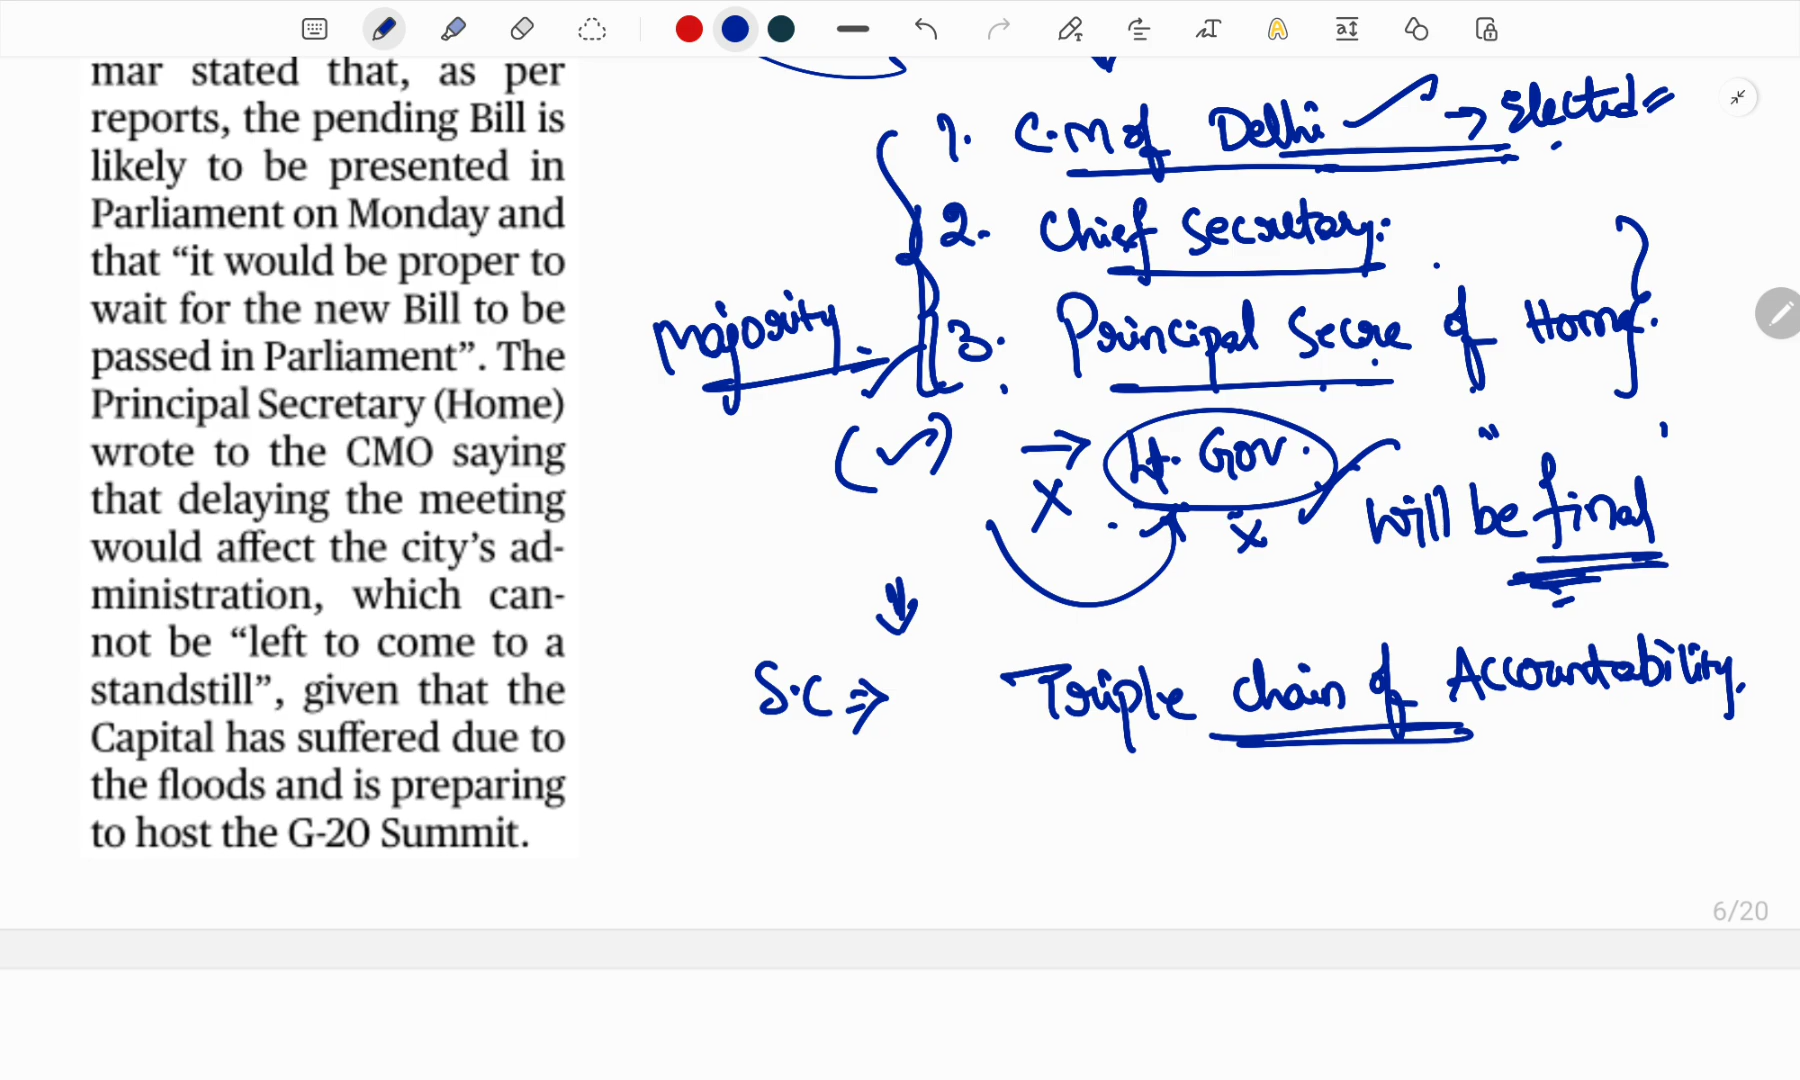 mar stated that, as per
reports, the pending Bill is
likely to be presented in
Parliament on Monday and
that “it would be proper to
wait for the new Bill to be
passed in Parliament”. The
Principal Secretary (Home)
wrote to the CMO saying
that delaying the meeting
would affect the city’s ad-
ministration, which can-
not be “left to come to a
standstill”, given that the
Capital has suffered due to
the floods and is preparing
to host the G-20 Summit.
1. C.M of Delhi → elected
2. Chief Secretary.
Majority
3. Principal Secre of Home.
→ Lt. Gov.
x x
will be final
S.C ⇒ Triple chain of Accountability.
6/20